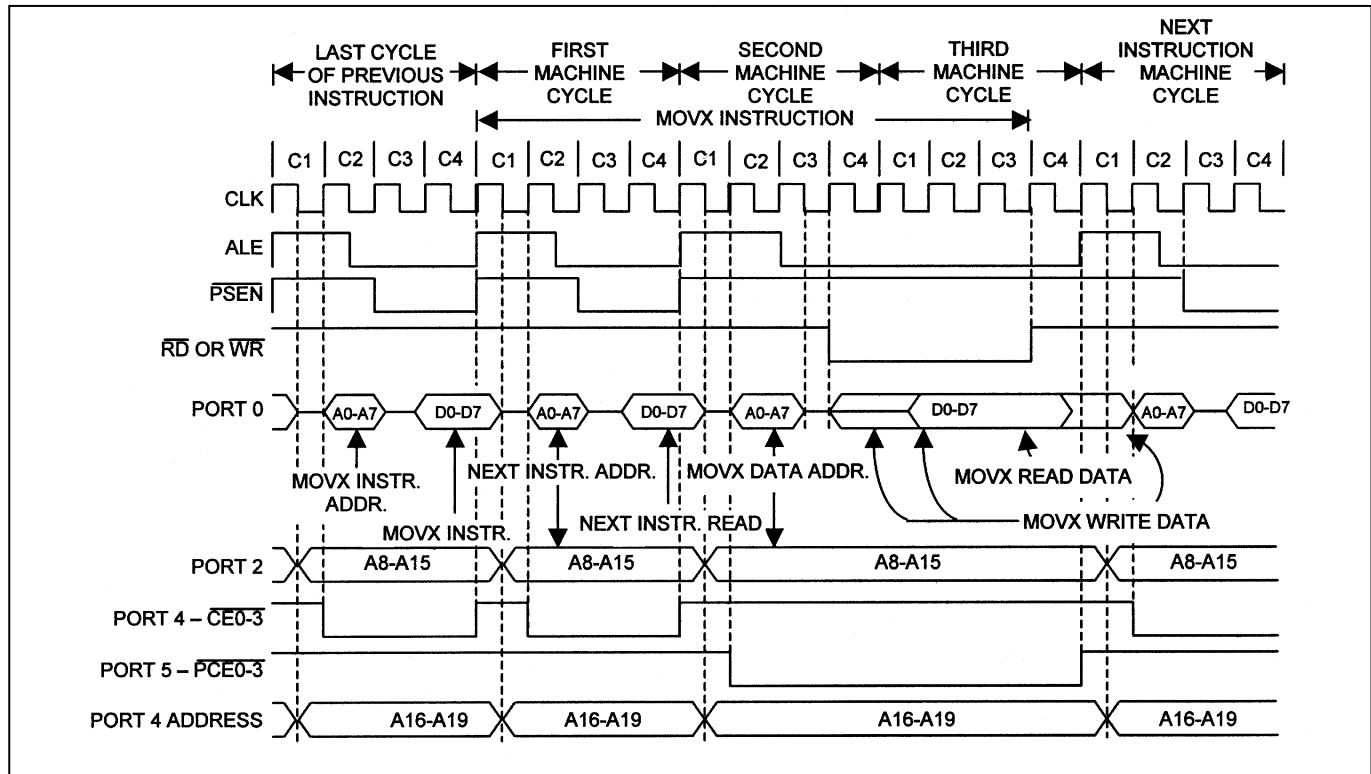 LAST CYCLE
OF PREVIOUS
INSTRUCTION
FIRST
MACHINE
CYCLE
SECOND
MACHINE
CYCLE
THIRD
MACHINE
CYCLE
NEXT
INSTRUCTION
MACHINE
CYCLE
MOVX INSTRUCTION
C1 C2 C3 C4 C1 C2 C3 C4 C1 C2 C3 C4 C1 C2 C3 C4 C1 C2 C3 C4
CLK
ALE
PSEN
RD OR WR
PORT 0 A0-A7 D0-D7 A0-A7 D0-D7 A0-A7 D0-D7 A0-A7 D0-D7
MOVX INSTR.
ADDR.
NEXT INSTR. ADDR.
MOVX DATA ADDR.
MOVX READ DATA
MOVX INSTR.
NEXT INSTR. READ
MOVX WRITE DATA
PORT 2 A8-A15 A8-A15 A8-A15 A8-A15
PORT 4 – CE0-3
PORT 5 – PCE0-3
PORT 4 ADDRESS A16-A19 A16-A19 A16-A19 A16-A19